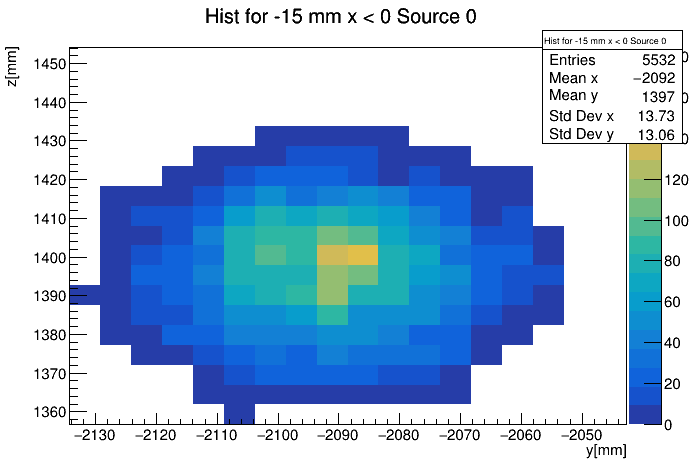 Hist for -15 mm x < 0 Source 0
z[mm]
Hist for -15 mm x < 0 Source 0
Entries 5532
Mean x −2092
Mean y 1397
Std Dev x 13.73
Std Dev y 13.06
1450
1440
1430
1420
1410
1400
1390
1380
1370
1360
120
100
80
60
40
20
0
−2130 −2120 −2110 −2100 −2090 −2080 −2070 −2060 −2050
y[mm]